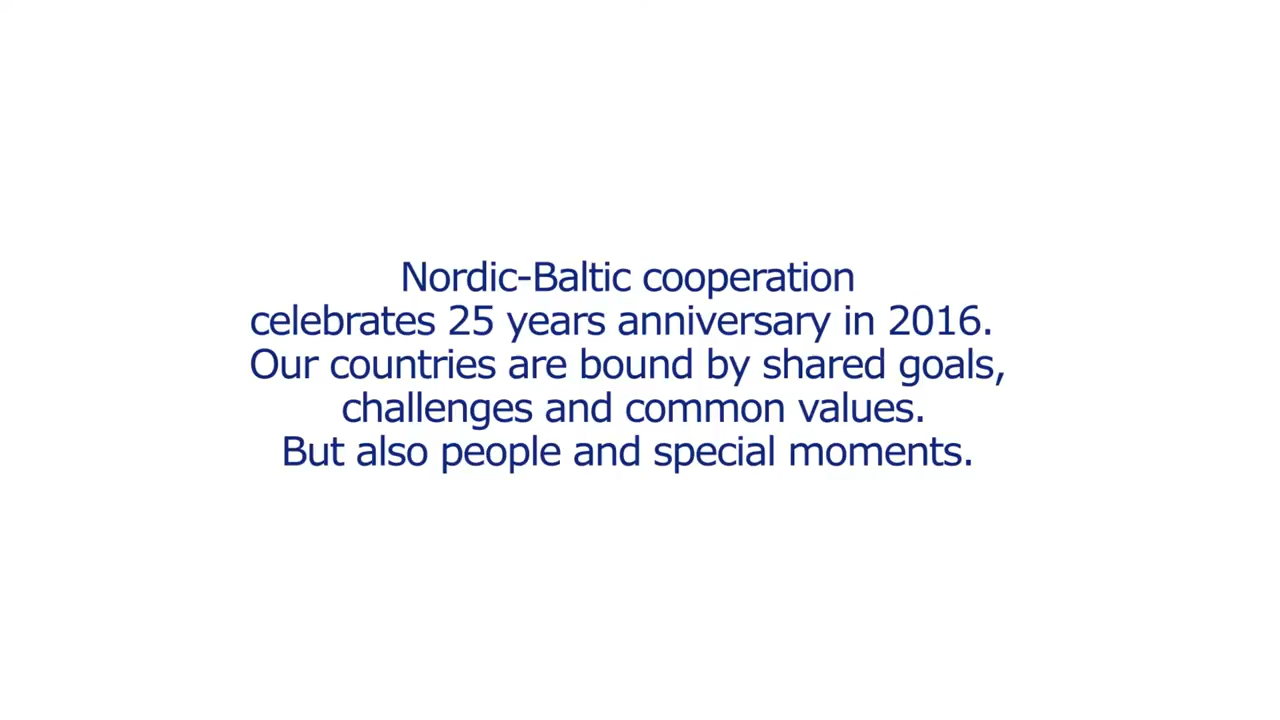 Nordic-Baltic cooperation
celebrates 25 years anniversary in 2016.
Our countries are bound by shared goals,
challenges and common values.
But also people and special moments.